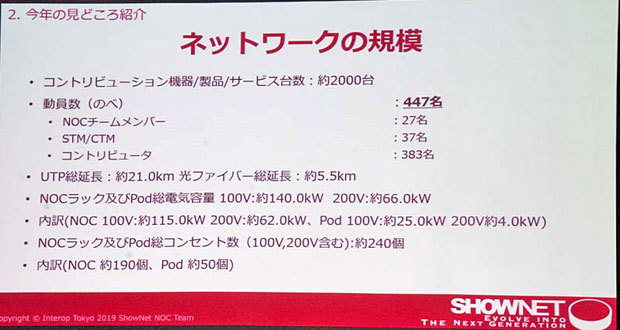 2. 今年の見どころ紹介
ネットワークの規模
• コントリビューション機器/製品/サービス台数：約2000台
• 動員数（のべ） ：447名
• NOCチームメンバー ：27名
• STM/CTM ：37名
• コントリビュータ ：383名
• UTP総延長：約21.0km 光ファイバー総延長：約5.5km
• NOCラック及びPod総電気容量 100V:約140.0kW 200V:約66.0kW
• 内訳(NOC 100V:約115.0kW 200V:約62.0kW、Pod 100V:約25.0kW 200V約4.0kW)
• NOCラック及びPod総コンセント数（100V,200V含む):約240個
• 内訳(NOC 約190個、Pod 約50個)
opyright © Interop Tokyo 2019 ShowNet NOC Team
SHOWNET
EVOLVE INTO
THE NEXT GENERATION